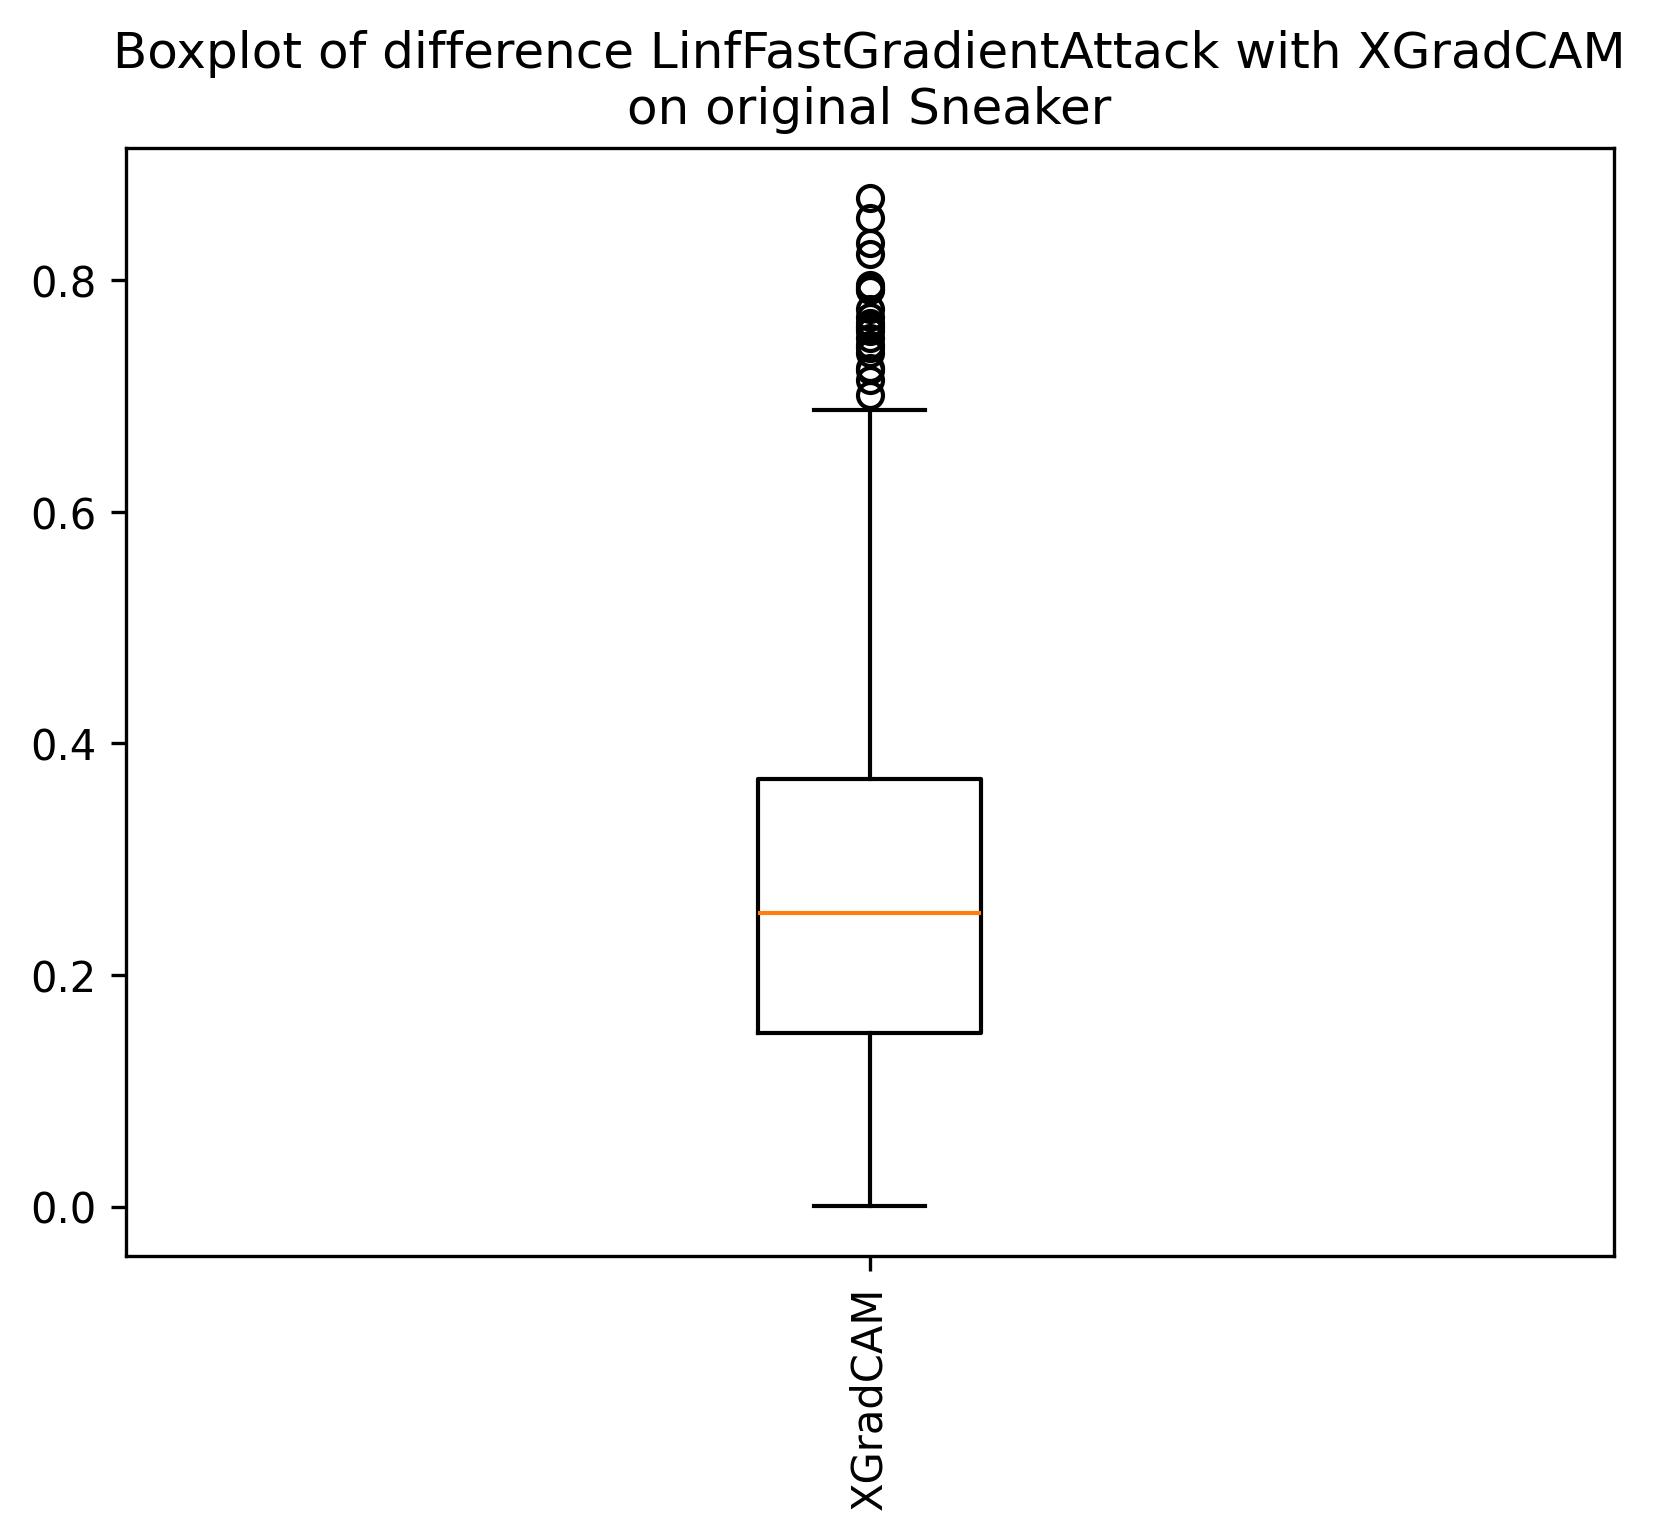 Boxplot of difference LinfFastGradientAttack with XGradCAM
on original Sneaker
0.8
0.6
0.4
0.2
0.0
XGradCAM